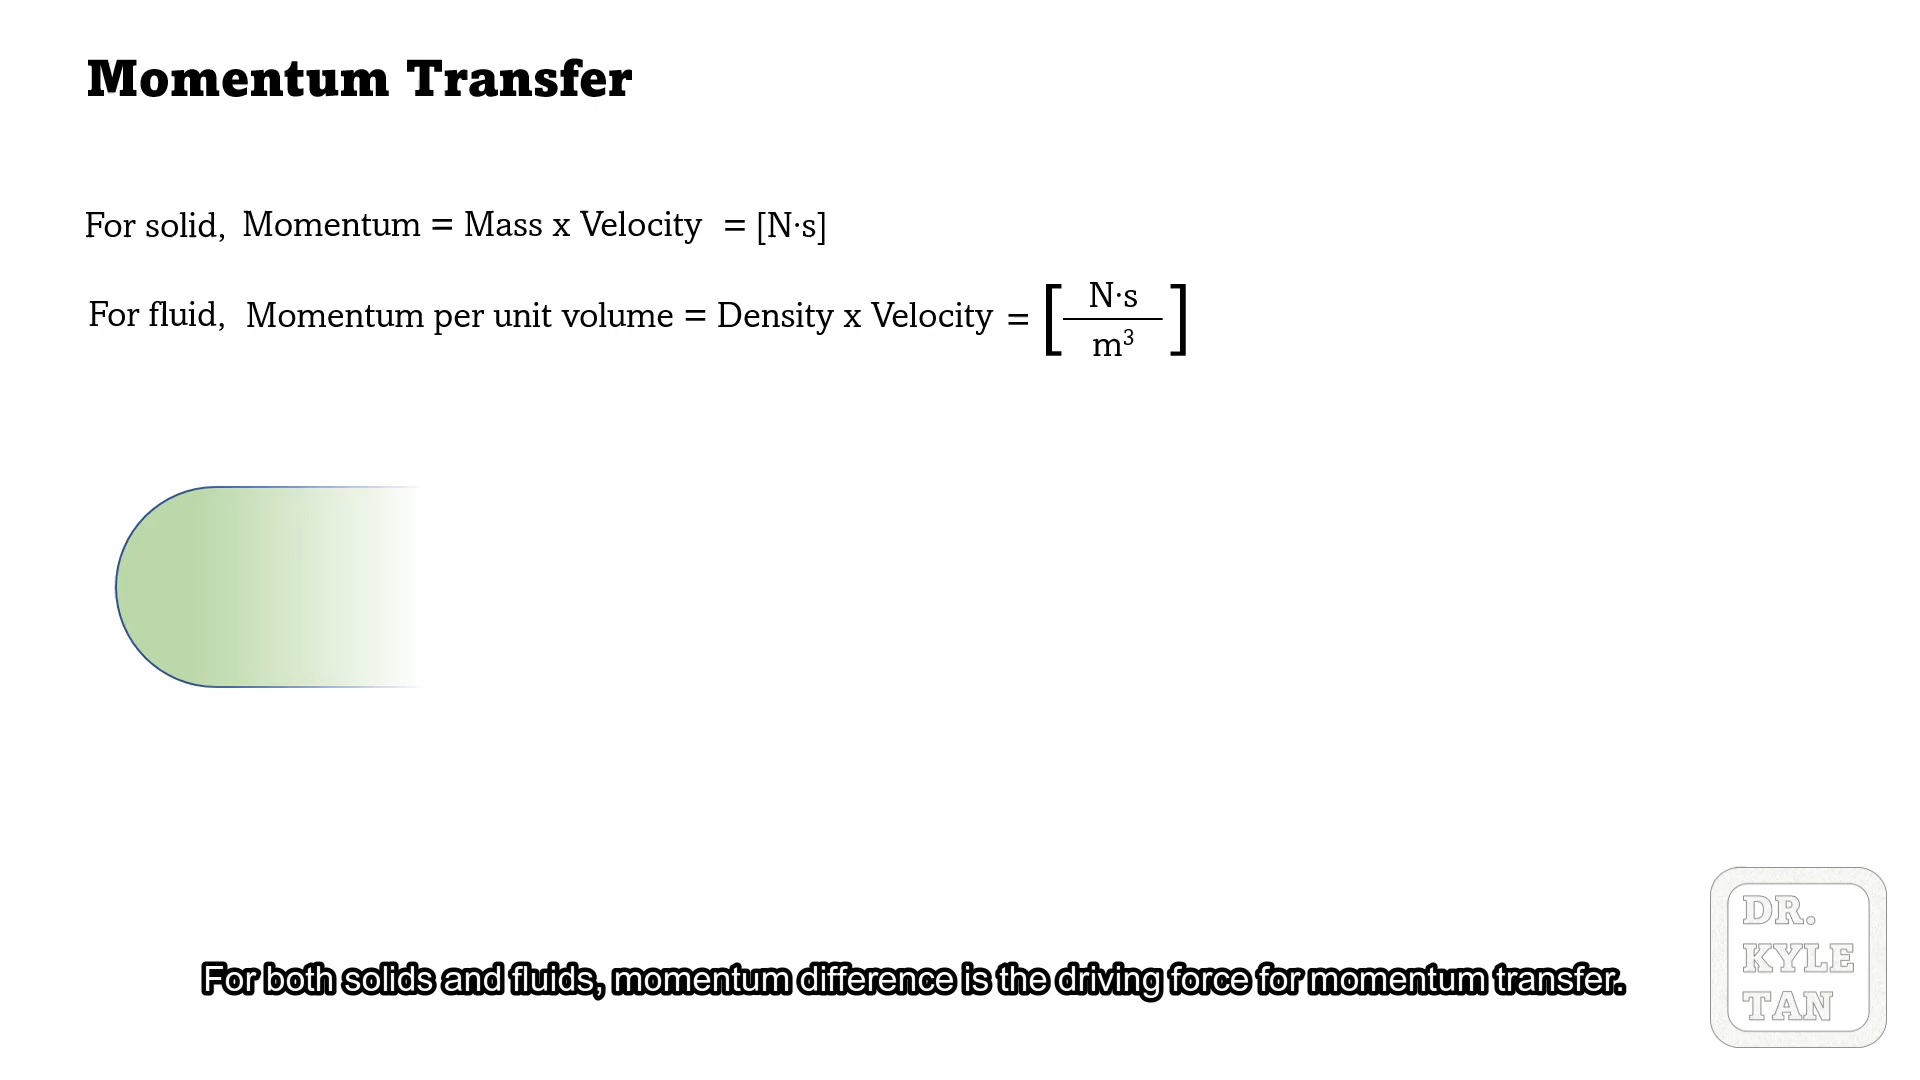 Momentum Transfer
For solid, Momentum = Mass x Velocity = [N·s]
For fluid, Momentum per unit volume = Density x Velocity = [N·s / m³]
For both solids and fluids, momentum difference is the driving force for momentum transfer.
DR.
KYLE
TAN